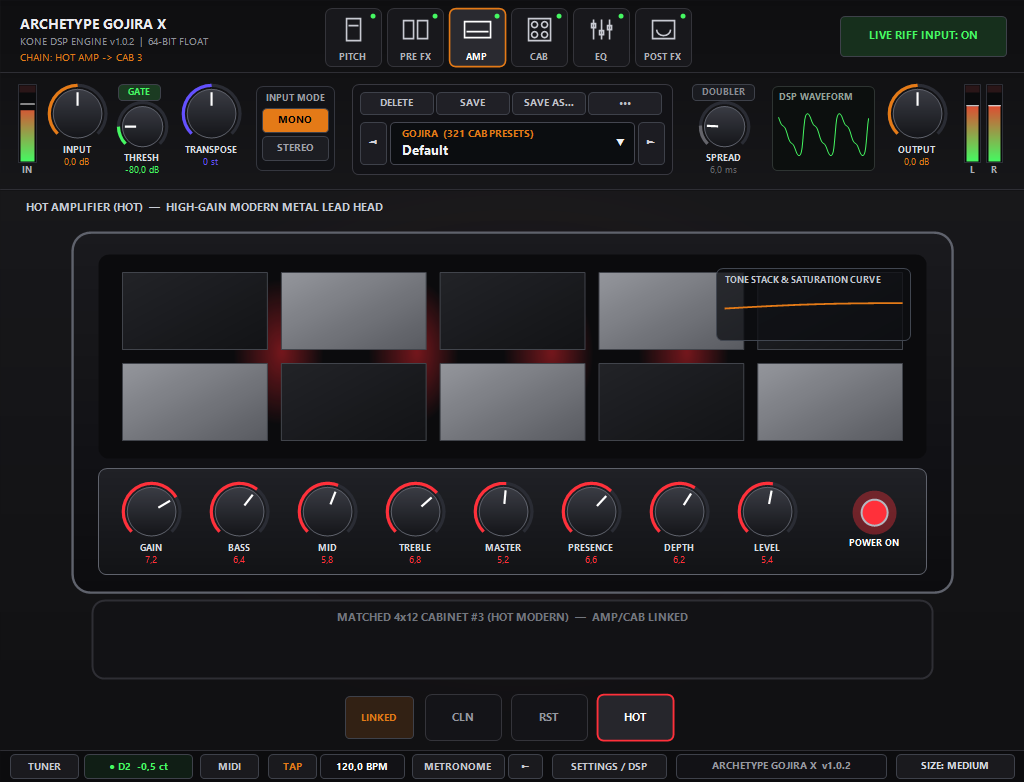 ARCHETYPE GOJIRA X
KONE DSP ENGINE v1.0.2 | 64-BIT FLOAT
CHAIN: HOT AMP -> CAB 3
PITCH
PRE FX
AMP
CAB
EQ
POST FX
LIVE RIFF INPUT: ON
IN
INPUT
0,0 dB
GATE
THRESH
-80,0 dB
TRANSPOSE
0 st
INPUT MODE
MONO
STEREO
DELETE
SAVE
SAVE AS...
•••
GOJIRA (321 CAB PRESETS)
Default
DOUBLER
SPREAD
6,0 ms
DSP WAVEFORM
OUTPUT
0,0 dB
L
R
HOT AMPLIFIER (HOT) — HIGH-GAIN MODERN METAL LEAD HEAD
TONE STACK & SATURATION CURVE
GAIN
7,2
BASS
6,4
MID
5,8
TREBLE
6,8
MASTER
5,2
PRESENCE
6,6
DEPTH
6,2
LEVEL
5,4
POWER ON
MATCHED 4x12 CABINET #3 (HOT MODERN) — AMP/CAB LINKED
LINKED
CLN
RST
HOT
TUNER
● D2 -0,5 ct
MIDI
TAP
120,0 BPM
METRONOME
←
SETTINGS / DSP
ARCHETYPE GOJIRA X v1.0.2
SIZE: MEDIUM